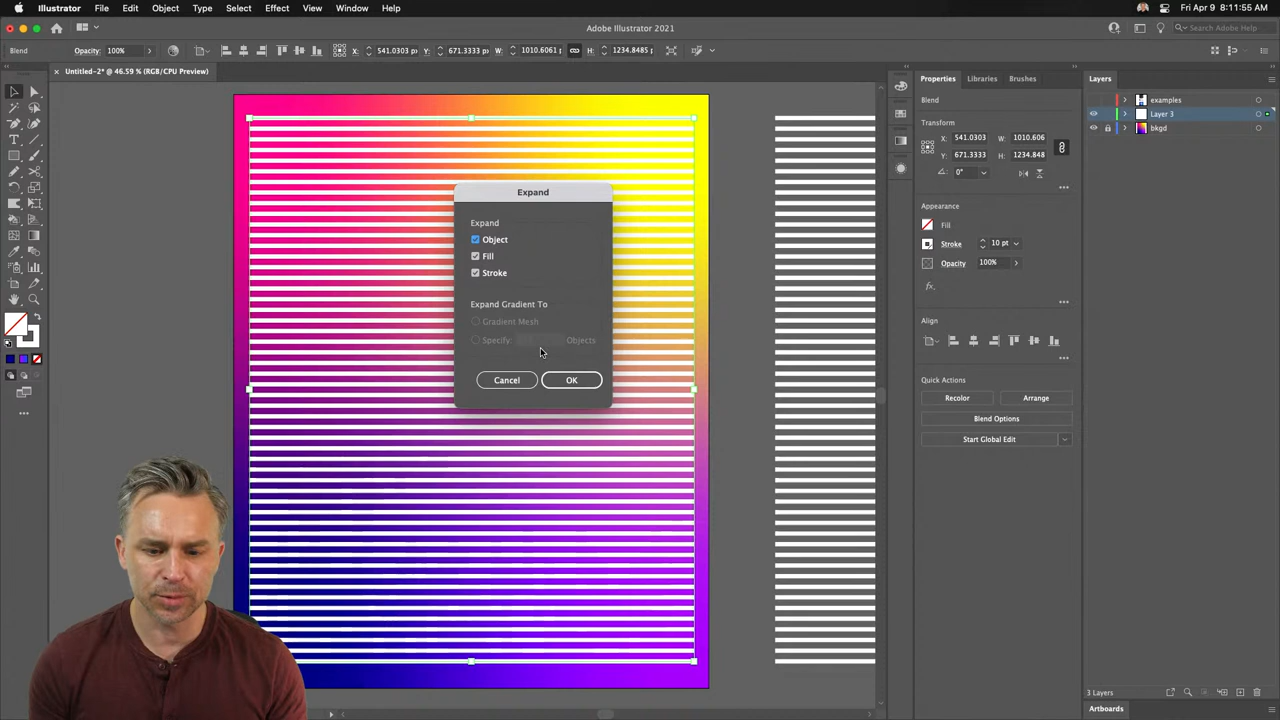 Illustrator File Edit Object Type Select Effect View Window Help
Fri Apr 9 8:11:55 AM
Adobe Illustrator 2021
Search Adobe Help
Blend Opacity: 100% X: 541.0303 px Y: 671.3333 px W: 1010.6061 H: 1234.8485
Untitled-2* @ 46.59 % (RGB/CPU Preview)
Properties Libraries Brushes
Layers
Blend
examples
Layer 3
bkgd
Transform
X: 541.0303 W: 1010.606
Y: 671.3333 H: 1234.848
0°
Appearance
Fill
Stroke 10 pt
Opacity 100%
fx.
Align
Quick Actions
Recolor Arrange
Blend Options
Start Global Edit
Expand
Expand
Object
Fill
Stroke
Expand Gradient To
Gradient Mesh
Specify: Objects
Cancel OK
3 Layers
Artboards